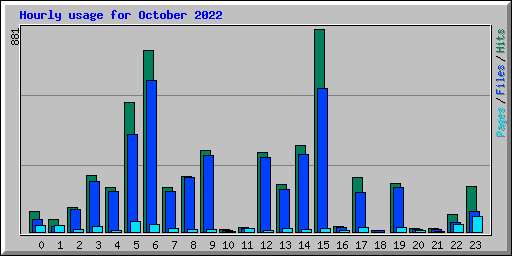 Hourly usage for October 2022
881
Pages/Files/Hits
0 1 2 3 4 5 6 7 8 9 10 11 12 13 14 15 16 17 18 19 20 21 22 23